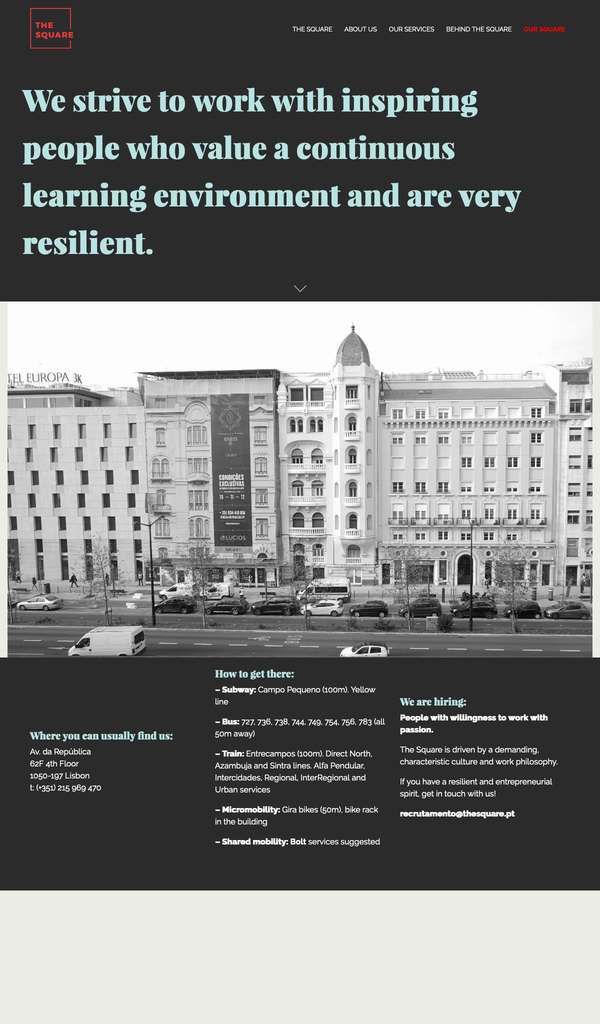 THE
SQUARE
THE SQUARE ABOUT US OUR SERVICES BEHIND THE SQUARE OUR SQUARE
We strive to work with inspiring
people who value a continuous
learning environment and are very
resilient.
TEL EUROPA 3K
CONDIÇÕES
EXCLUSIVAS
LUCIOS
Where you can usually find us:
Av. da República
62F 4th Floor
1050-197 Lisbon
t: (+351) 215 969 470
How to get there:
– Subway: Campo Pequeno (100m). Yellow
line
– Bus: 727, 736, 738, 744, 749, 754, 756, 783 (all
50m away)
– Train: Entrecampos (100m). Direct North,
Azambuja and Sintra lines. Alfa Pendular,
Intercidades, Regional, InterRegional and
Urban services
– Micromobility: Gira bikes (50m), bike rack
in the building
– Shared mobility: Bolt services suggested
We are hiring:
People with willingness to work with
passion.
The Square is driven by a demanding,
characteristic culture and work philosophy.
If you have a resilient and entrepreneurial
spirit, get in touch with us!
recrutamento@thesquare.pt